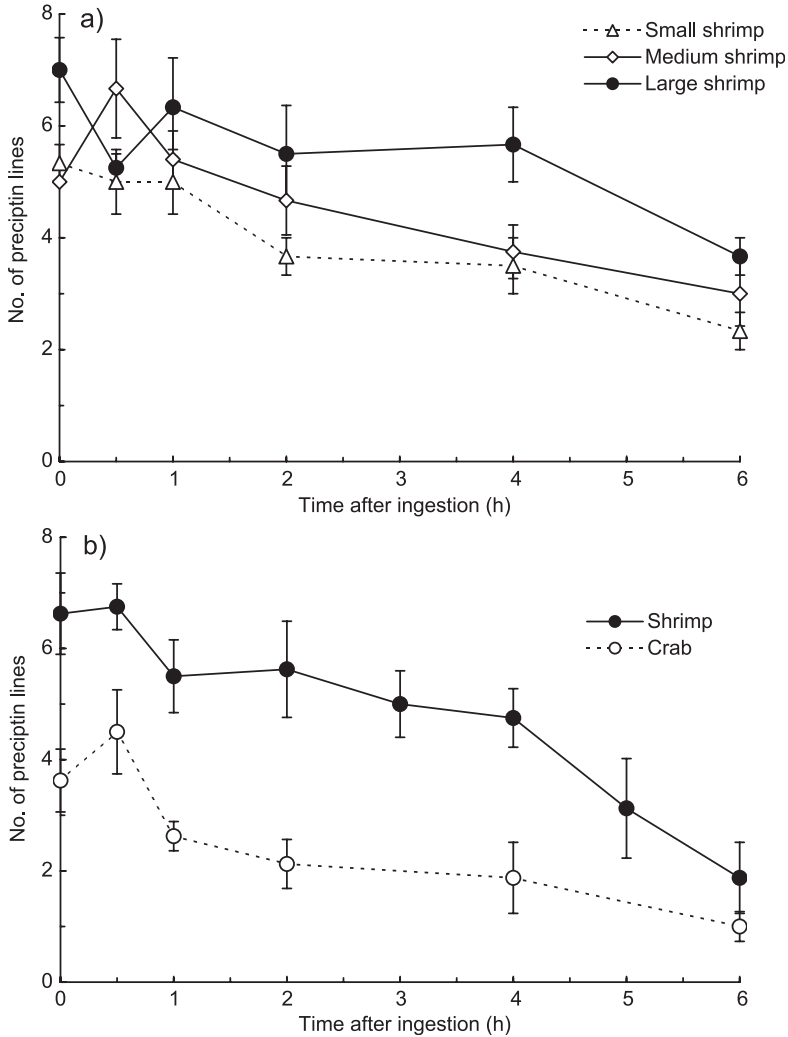 a)
8
6
4
2
0
No. of preciptin lines
Small shrimp
Medium shrimp
Large shrimp
0 1 2 3 4 5 6
Time after ingestion (h)
b)
8
6
4
2
0
No. of preciptin lines
Shrimp
Crab
0 1 2 3 4 5 6
Time after ingestion (h)